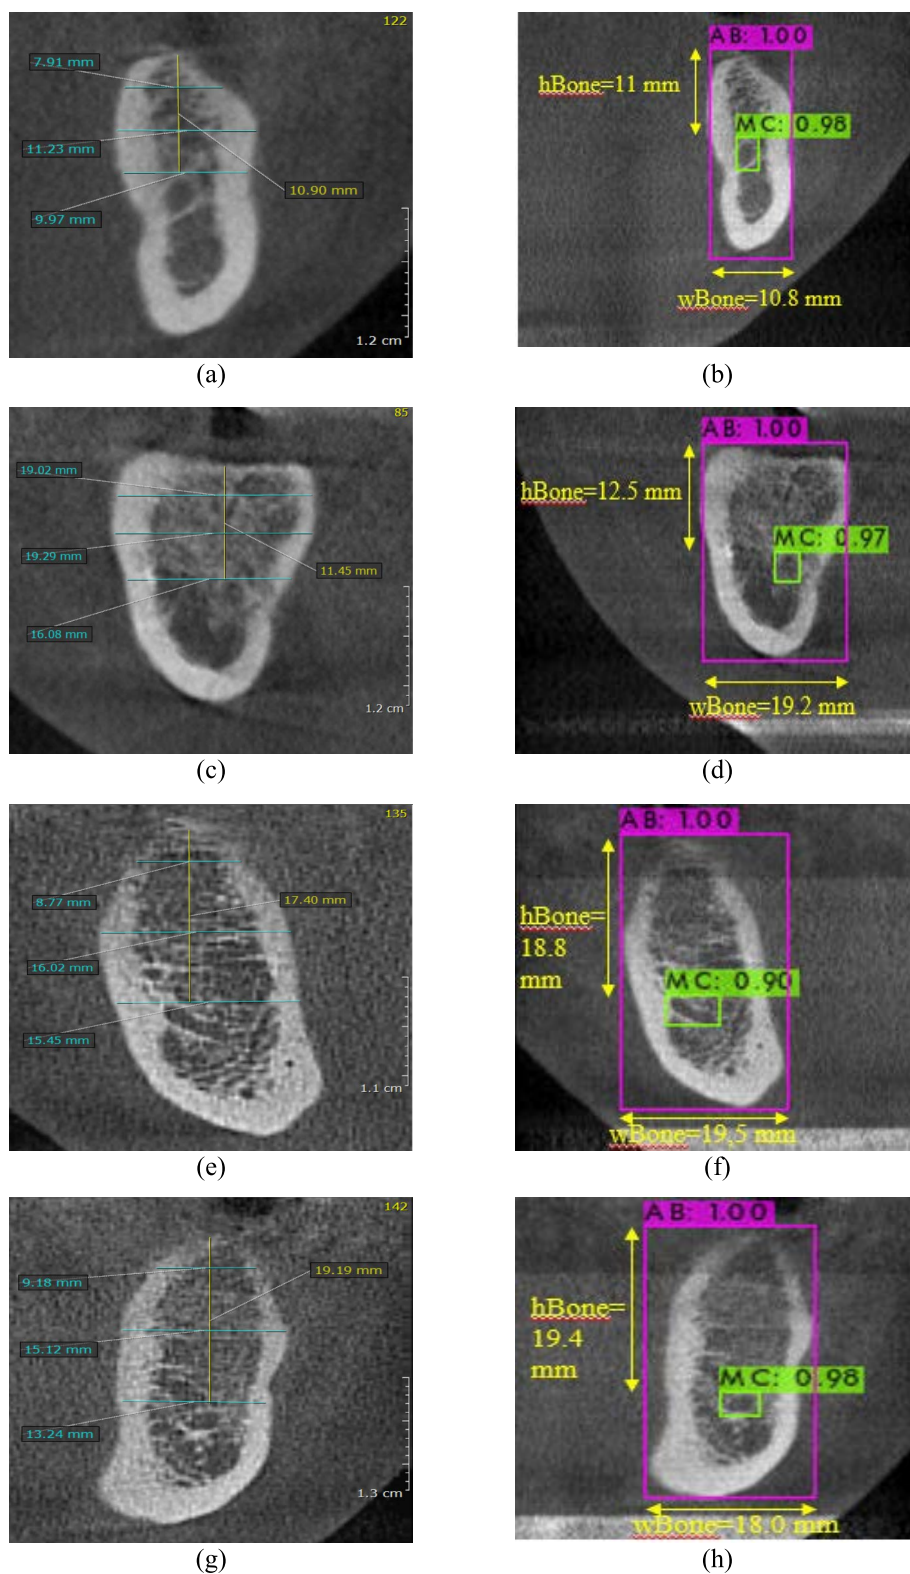 122
7.91 mm
11.23 mm
10.90 mm
9.97 mm
1.2 cm
(a)
AB: 1.00
hBone=11 mm
MC: 0.98
wBone=10.8 mm
(b)
85
19.02 mm
19.29 mm
11.45 mm
16.08 mm
1.2 cm
(c)
AB: 1.00
hBone=12.5 mm
MC: 0.97
wBone=19.2 mm
(d)
135
8.77 mm
17.40 mm
16.02 mm
15.45 mm
1.1 cm
(e)
AB: 1.00
hBone=
18.8
mm
MC: 0.90
wBone=19,5 mm
(f)
142
9.18 mm
19.19 mm
15.12 mm
13.24 mm
1.3 cm
(g)
AB: 1.00
hBone=
19.4
mm
MC: 0.98
wBone=18.0 mm
(h)